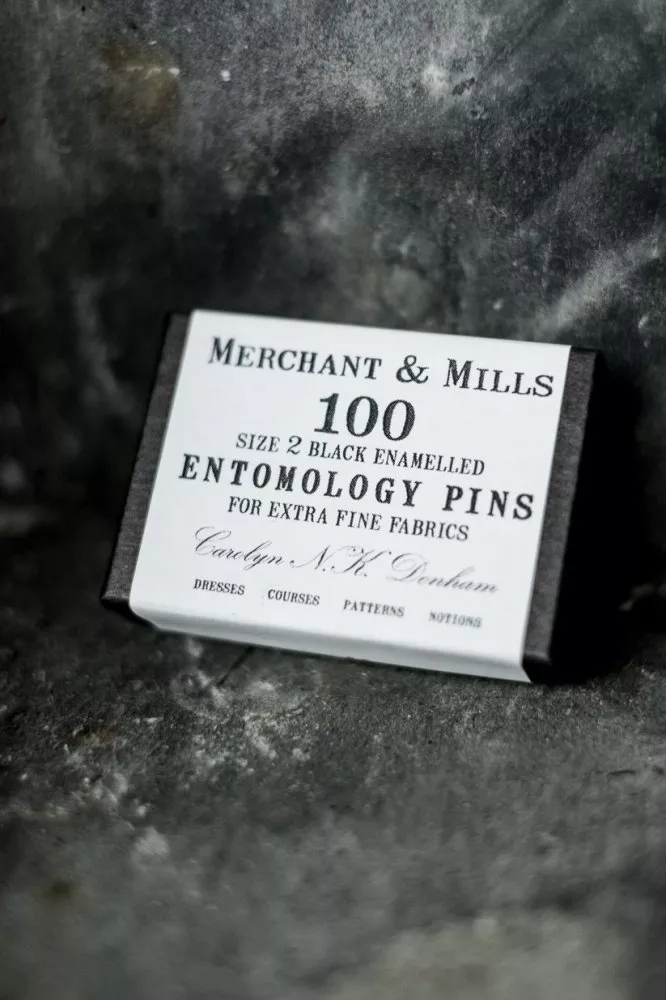 MERCHANT & MILLS
100
SIZE 2 BLACK ENAMELLED
ENTOMOLOGY PINS
FOR EXTRA FINE FABRICS
Carolyn N.K. Denham
DRESSES COURSES PATTERNS NOTIONS